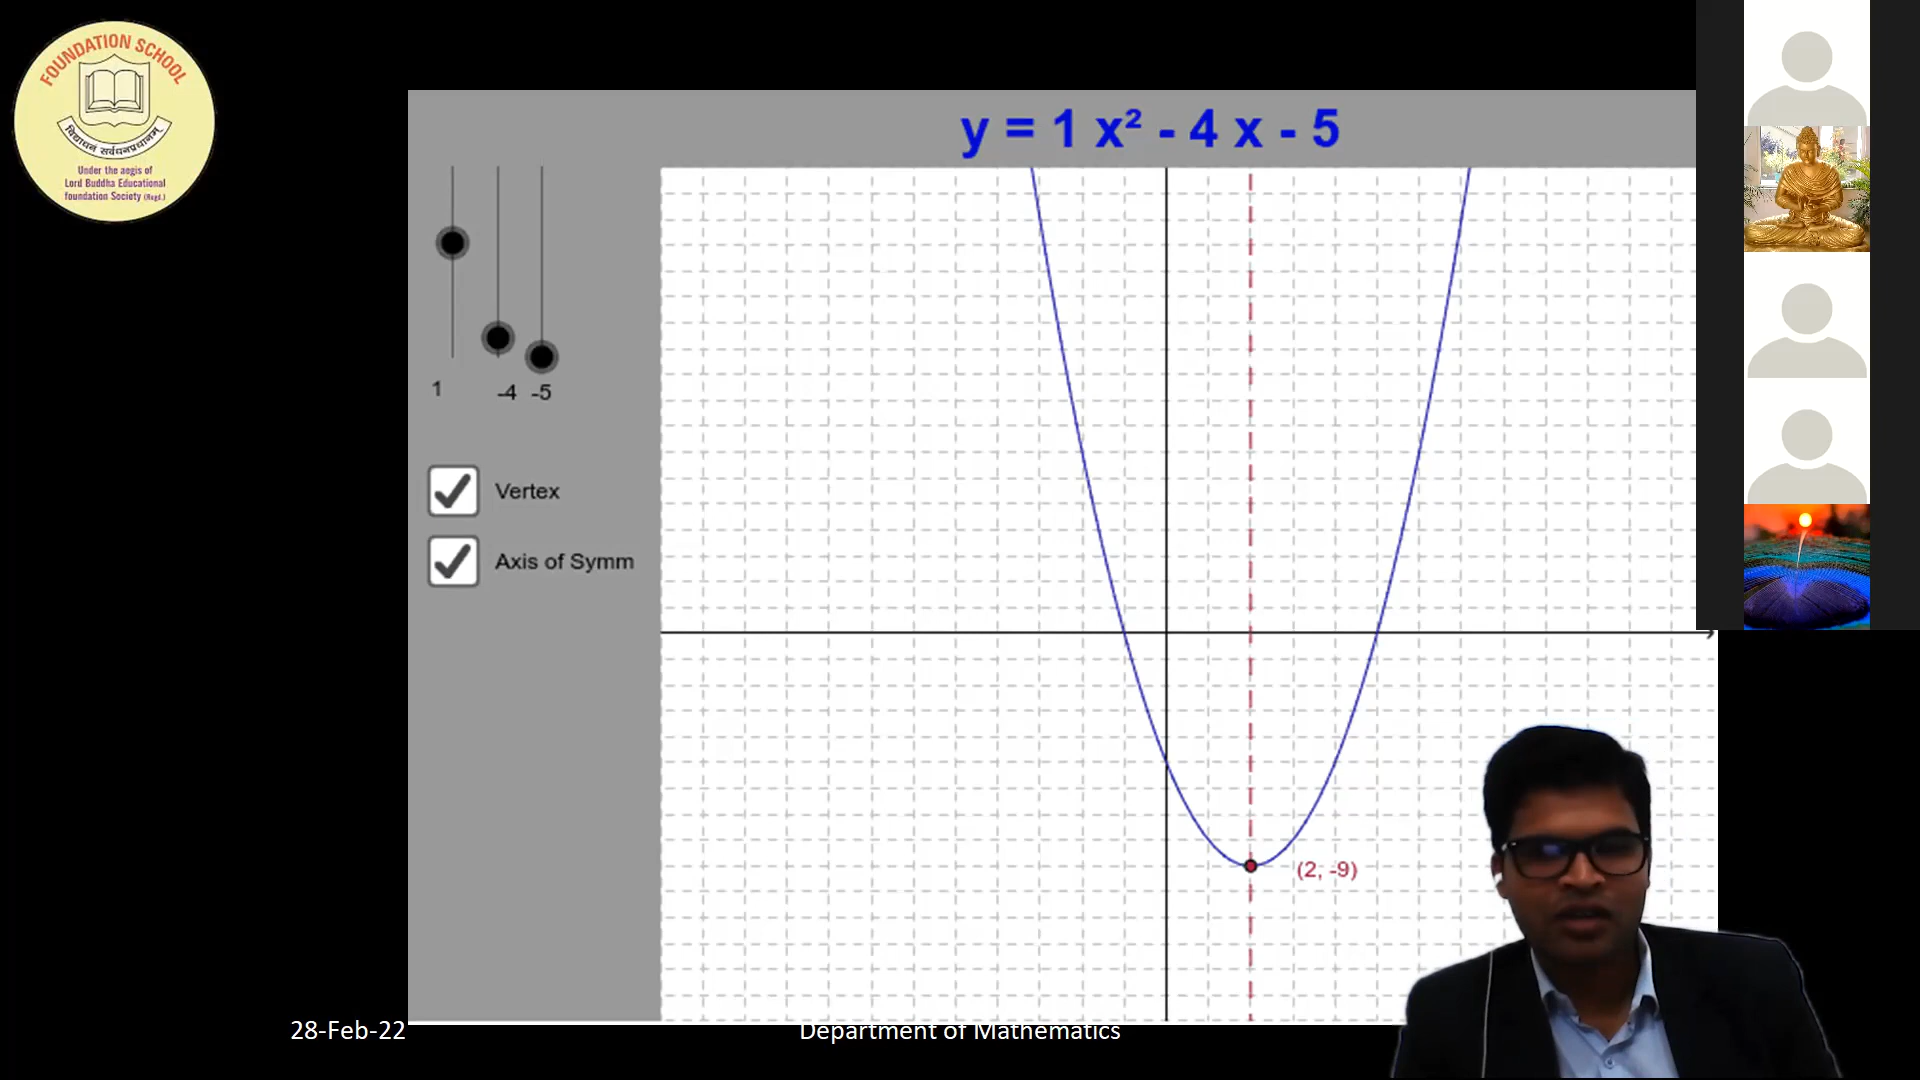 FOUNDATION SCHOOL
Under the aegis of
Lord Buddha Educational
foundation Society (Regd.)
y = 1 x² - 4 x - 5
1
-4
-5
Vertex
Axis of Symm
(2, -9)
28-Feb-22
Department of Mathematics